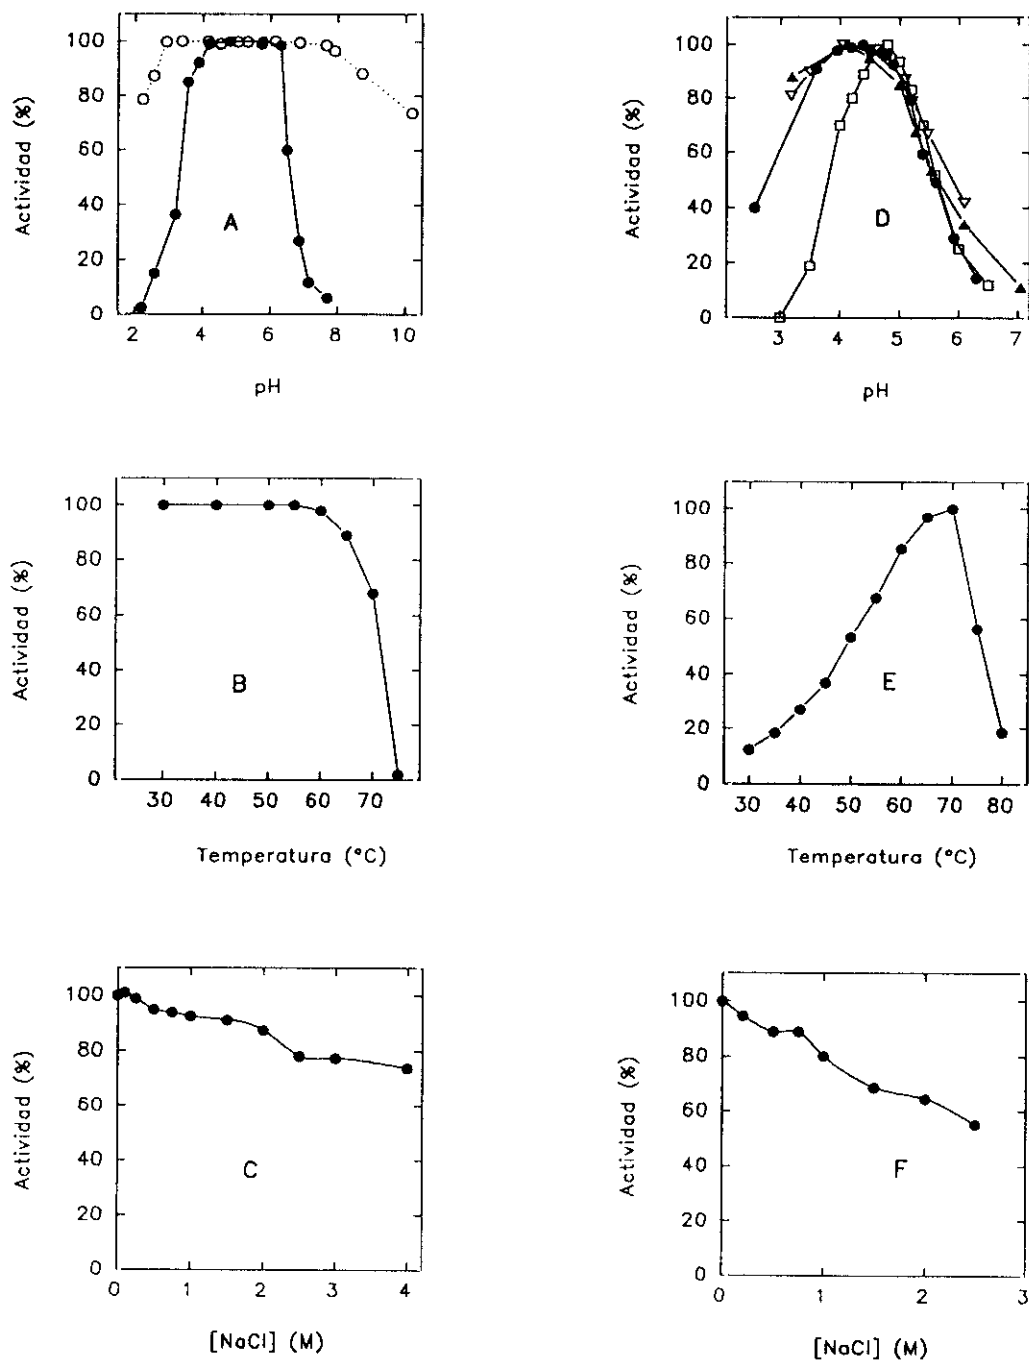 100
80
60
40
20
0
Actividad (%)
A
2 4 6 8 10
pH
100
80
60
40
20
0
Actividad (%)
D
3 4 5 6 7
pH
100
80
60
40
20
0
Actividad (%)
B
30 40 50 60 70
Temperatura (°C)
100
80
60
40
20
0
Actividad (%)
E
30 40 50 60 70 80
Temperatura (°C)
100
80
60
40
20
0
Actividad (%)
C
0 1 2 3 4
[NaCl] (M)
100
80
60
40
20
0
Actividad (%)
F
0 1 2 3
[NaCl] (M)